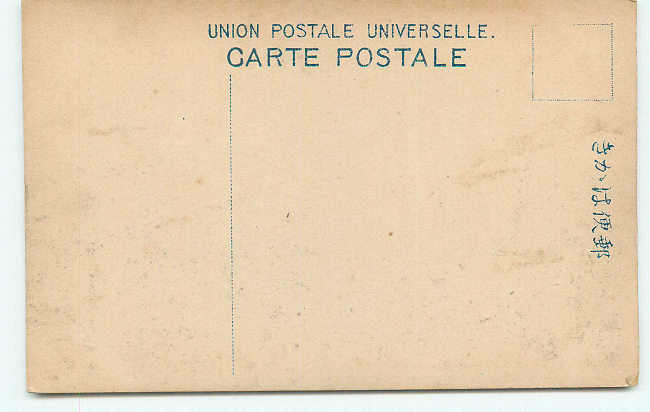 UNION POSTALE UNIVERSELLE.
CARTE POSTALE
きかは便郵